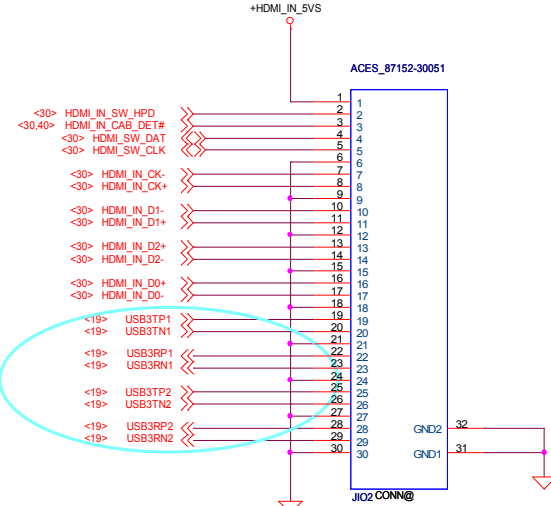 +HDMI_IN_5VS
ACES_87152-30051
1 1
<30> HDMI_IN_SW_HPD 2 2
<30,40> HDMI_IN_CAB_DET# 3 3
<30> HDMI_SW_DAT 4 4
<30> HDMI_SW_CLK 5 5
6 6
<30> HDMI_IN_CK- 7 7
<30> HDMI_IN_CK+ 8 8
9 9
<30> HDMI_IN_D1- 10 10
<30> HDMI_IN_D1+ 11 11
12 12
<30> HDMI_IN_D2+ 13 13
<30> HDMI_IN_D2- 14 14
15 15
<30> HDMI_IN_D0+ 16 16
<30> HDMI_IN_D0- 17 17
18 18
<19> USB3TP1 19 19
<19> USB3TN1 20 20
21 21
<19> USB3RP1 22 22
<19> USB3RN1 23 23
24 24
<19> USB3TP2 25 25
<19> USB3TN2 26 26
27 27
<19> USB3RP2 28 28 GND2 32
<19> USB3RN2 29 29
30 30 GND1 31
JIO2 CONN@